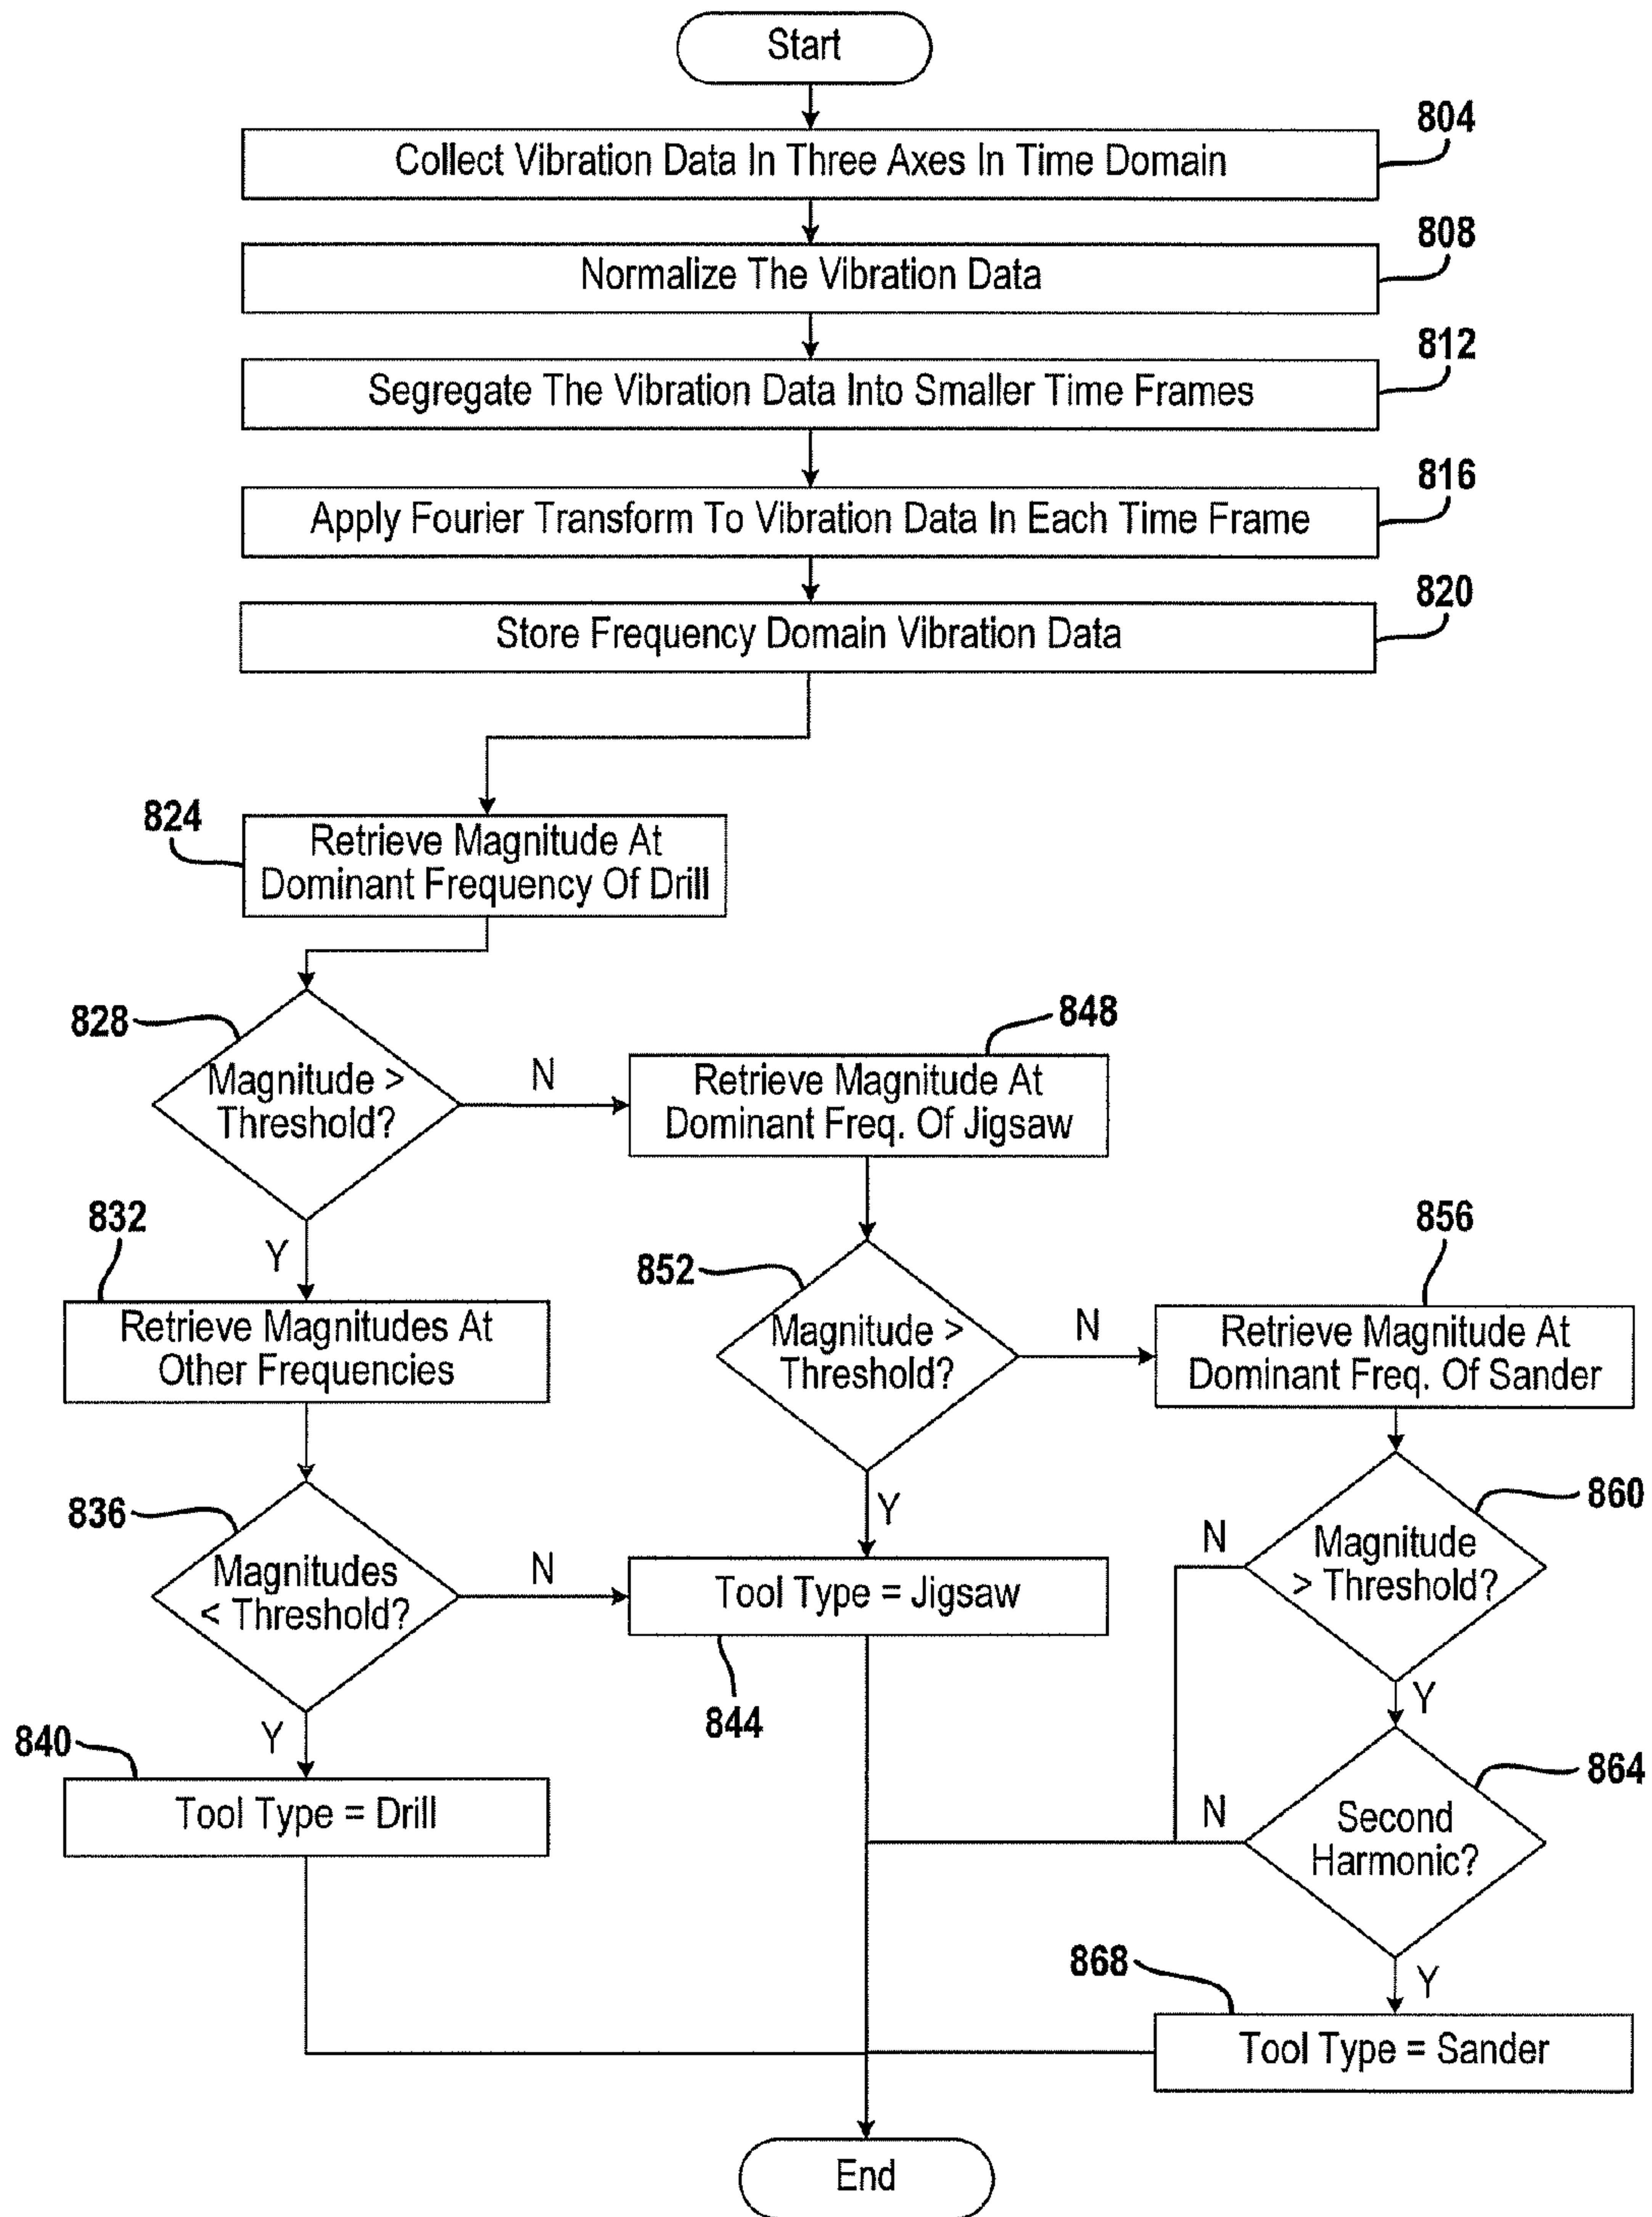 Start
804
Collect Vibration Data In Three Axes In Time Domain
808
Normalize The Vibration Data
812
Segregate The Vibration Data Into Smaller Time Frames
816
Apply Fourier Transform To Vibration Data In Each Time Frame
820
Store Frequency Domain Vibration Data
824
Retrieve Magnitude At
Dominant Frequency Of Drill
828
Magnitude >
Threshold?
N
Y
848
Retrieve Magnitude At
Dominant Freq. Of Jigsaw
832
Retrieve Magnitudes At
Other Frequencies
852
Magnitude >
Threshold?
N
Y
856
Retrieve Magnitude At
Dominant Freq. Of Sander
836
Magnitudes
< Threshold?
N
Y
Tool Type = Jigsaw
844
860
Magnitude
> Threshold?
N
Y
840
Tool Type = Drill
864
Second
Harmonic?
N
Y
868
Tool Type = Sander
End